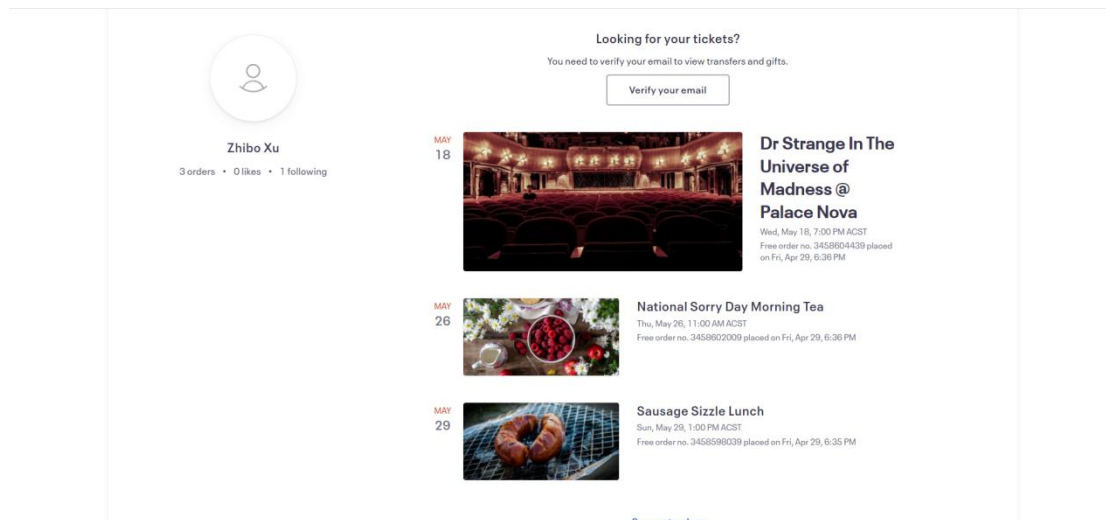 Looking for your tickets?
You need to verify your email to view transfers and gifts.
Verify your email
Zhibo Xu
3 orders • 0 likes • 1 following
MAY
18
Dr Strange In The
Universe of
Madness @
Palace Nova
Wed, May 18, 7:00 PM ACST
Free order no. 3458604439 placed
on Fri, Apr 29, 6:36 PM
MAY
26
National Sorry Day Morning Tea
Thu, May 26, 11:00 AM ACST
Free order no. 3458602009 placed on Fri, Apr 29, 6:36 PM
MAY
29
Sausage Sizzle Lunch
Sun, May 29, 1:00 PM ACST
Free order no. 3458598039 placed on Fri, Apr 29, 6:35 PM